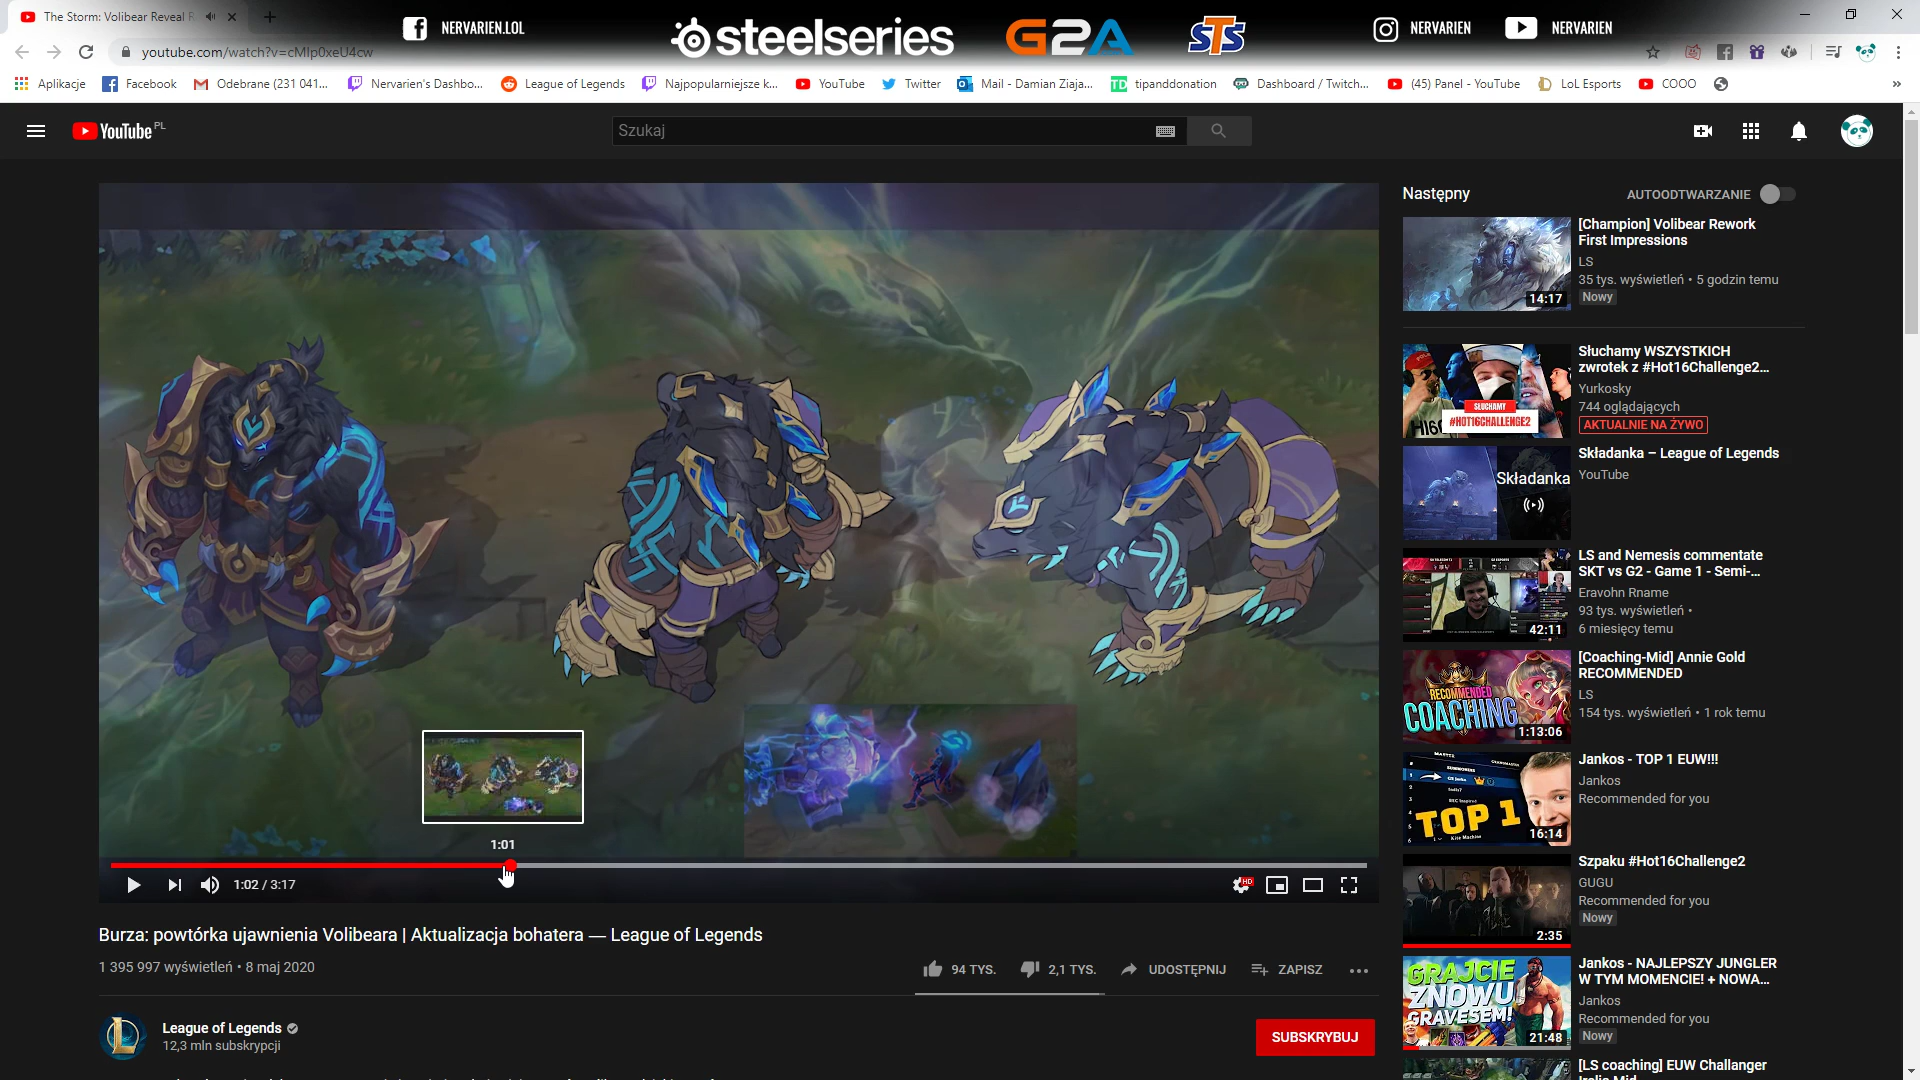 The Storm: Volibear Reveal R
NERVARIEN.LOL
steelseries
G2A
STS
NERVARIEN
NERVARIEN
youtube.com/watch?v=cMlp0xeU4cw
Aplikacje
Facebook
Odebrane (231 041...
Nervarien's Dashbo...
League of Legends
Najpopularniejsze k...
YouTube
Twitter
Mail - Damian Ziaja...
tipanddonation
Dashboard / Twitch...
(45) Panel - YouTube
LoL Esports
COOO
YouTube PL
Szukaj
Następny
AUTOODTWARZANIE
[Champion] Volibear Rework
First Impressions
LS
35 tys. wyświetleń • 5 godzin temu
Nowy
14:17
Słuchamy WSZYSTKICH
zwrotek z #Hot16Challenge2...
Yurkosky
744 oglądających
AKTUALNIE NA ŻYWO
SŁUCHAMY
#HOT16CHALLENGE2
Składanka – League of Legends
YouTube
Składanka
LS and Nemesis commentate
SKT vs G2 - Game 1 - Semi-...
Eravohn Rname
93 tys. wyświetleń •
6 miesięcy temu
42:11
[Coaching-Mid] Annie Gold
RECOMMENDED
LS
154 tys. wyświetleń • 1 rok temu
RECOMMENDED
COACHING
1:13:06
Jankos - TOP 1 EUW!!!
Jankos
Recommended for you
TOP 1
16:14
Szpaku #Hot16Challenge2
GUGU
Recommended for you
Nowy
2:35
Jankos - NAJLEPSZY JUNGLER
W TYM MOMENCIE! + NOWA...
Jankos
Recommended for you
Nowy
GRAJCIE
ZNOWU
GRAVESEM!
21:48
[LS coaching] EUW Challanger
1:01
1:02 / 3:17
HD
Burza: powtórka ujawnienia Volibeara | Aktualizacja bohatera — League of Legends
1 395 997 wyświetleń • 8 maj 2020
94 TYS.
2,1 TYS.
UDOSTĘPNIJ
ZAPISZ
League of Legends
12,3 mln subskrypcji
SUBSKRYBUJ